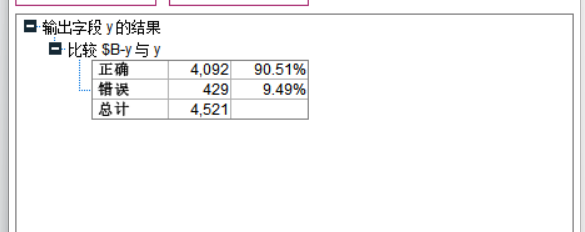 输出字段 y 的结果
比较 $B-y 与 y
正确 4,092 90.51%
错误 429 9.49%
总计 4,521